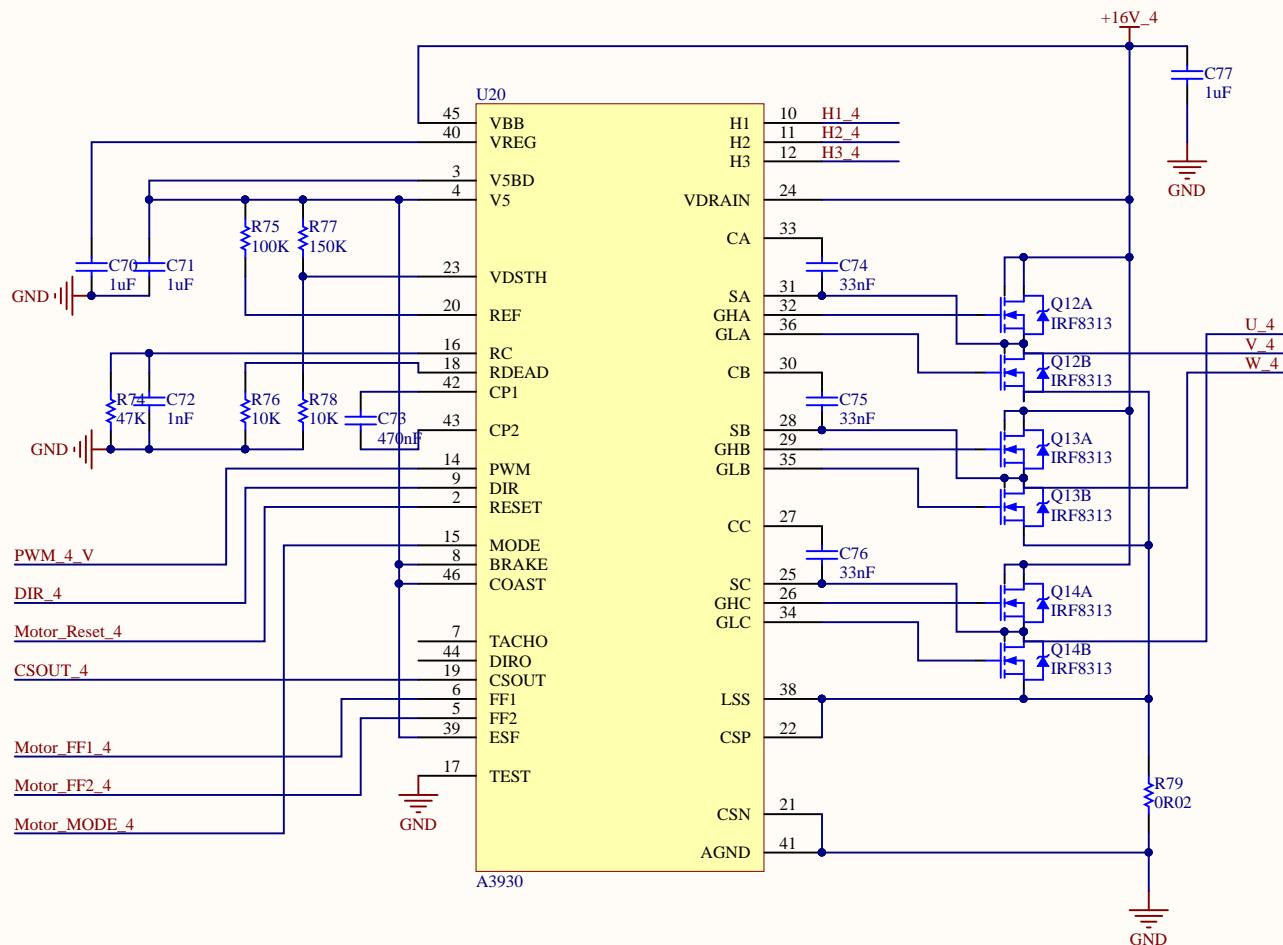 +16V_4
C77
1uF
GND
U20
45 VBB
40 VREG
3 V5BD
4 V5
23 VDSTH
20 REF
16 RC
18 RDEAD
42 CP1
43 CP2
14 PWM
9 DIR
2 RESET
15 MODE
8 BRAKE
46 COAST
7 TACHO
44 DIRO
19 CSOUT
6 FF1
5 FF2
39 ESF
17 TEST
H1 10 H1_4
H2 11 H2_4
H3 12 H3_4
VDRAIN 24
CA 33
SA 31
GHA 32
GLA 36
CB 30
SB 28
GHB 29
GLB 35
CC 27
SC 25
GHC 26
GLC 34
LSS 38
CSP 22
CSN 21
AGND 41
A3930
R75
100K
R77
150K
C70
1uF
C71
1uF
GND
R74
47K
C72
1nF
R76
10K
R78
10K
C73
470nF
GND
PWM_4_V
DIR_4
Motor_Reset_4
CSOUT_4
Motor_FF1_4
Motor_FF2_4
Motor_MODE_4
GND
C74
33nF
C75
33nF
C76
33nF
Q12A
IRF8313
Q12B
IRF8313
Q13A
IRF8313
Q13B
IRF8313
Q14A
IRF8313
Q14B
IRF8313
U_4
V_4
W_4
R79
0R02
GND